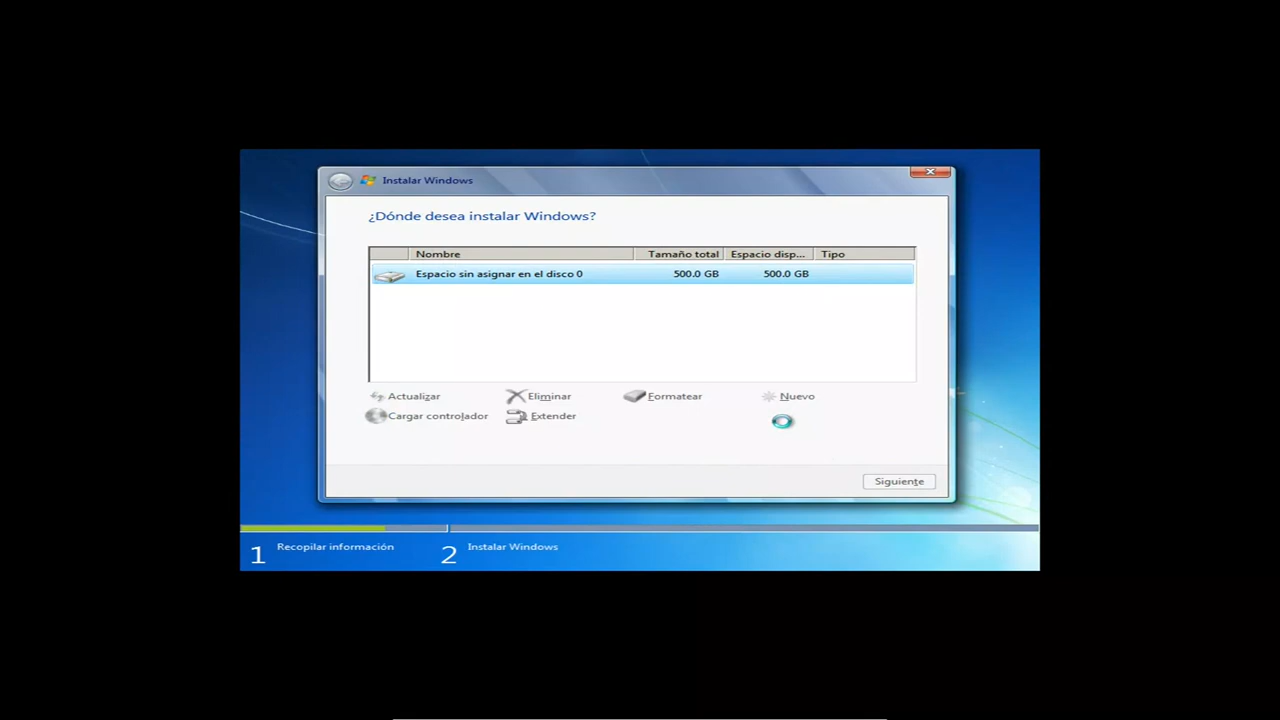 Instalar Windows
¿Dónde desea instalar Windows?
Nombre Tamaño total Espacio disp... Tipo
Espacio sin asignar en el disco 0 500.0 GB 500.0 GB
Actualizar Eliminar Formatear Nuevo
Cargar controlador Extender
Siguiente
1 Recopilar información 2 Instalar Windows